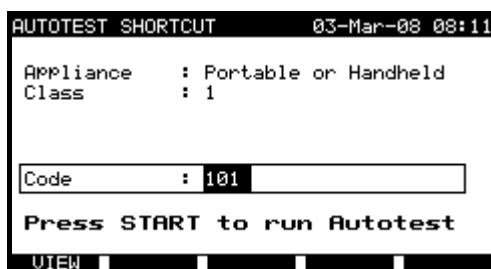 AUTOTEST SHORTCUT 03-Mar-08 08:11
Appliance : Portable or Handheld
Class : 1
Code : 101
Press START to run Autotest
VIEW